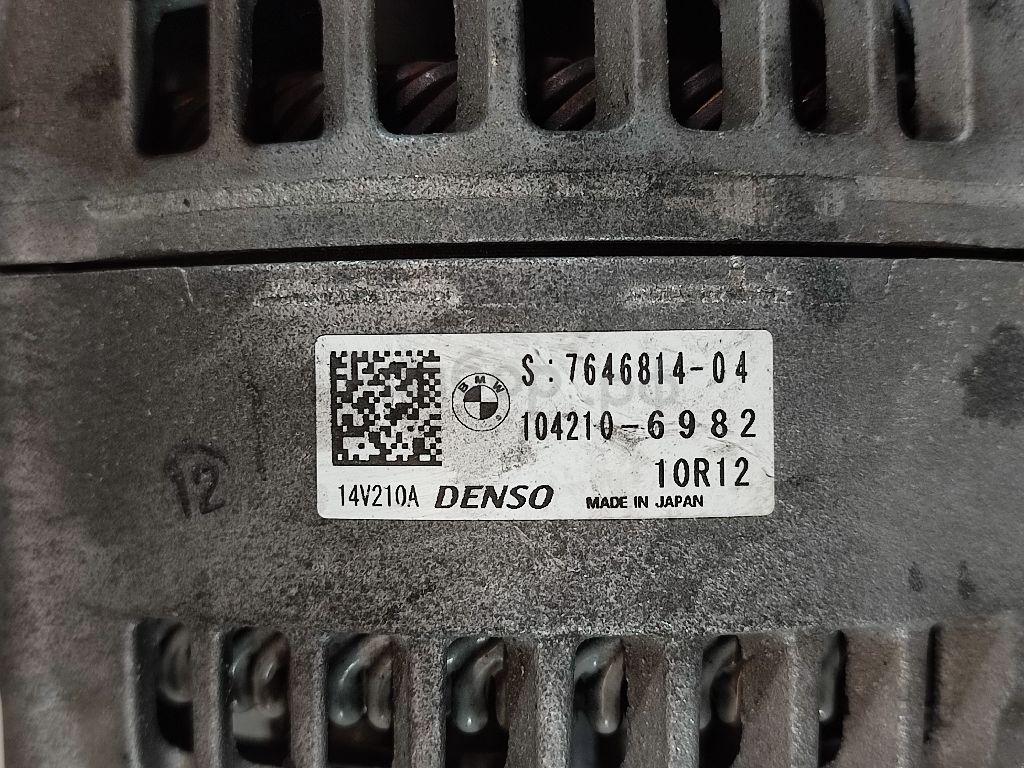 S:7646814-04
BMW
104210-6982
10R12
14V210A DENSO MADE IN JAPAN
12